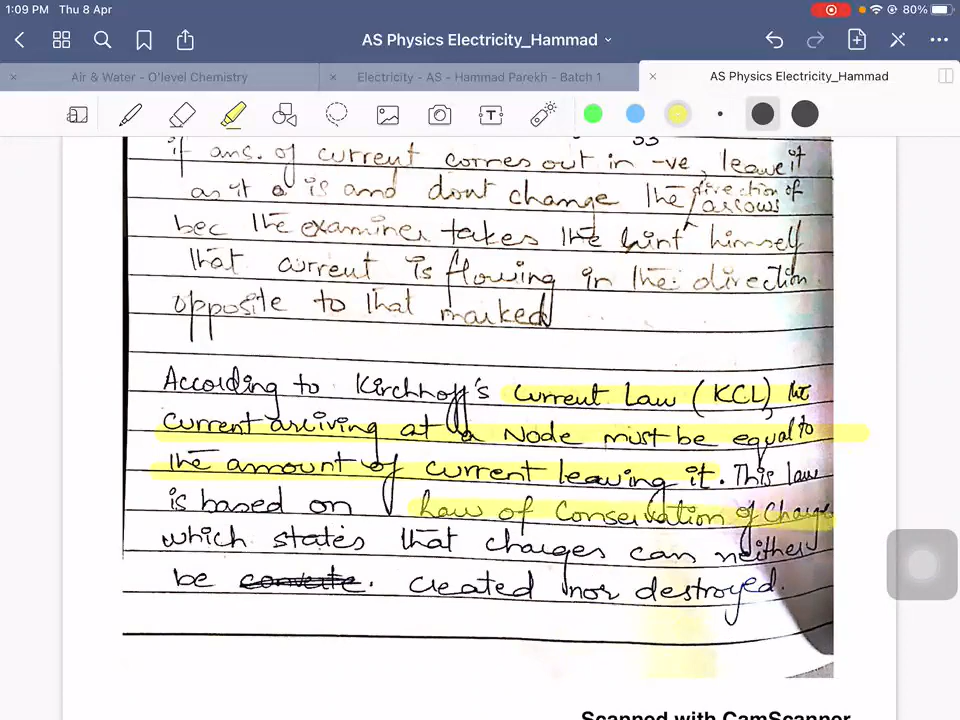 1:09 PM Thu 8 Apr 80%
AS Physics Electricity_Hammad
Air & Water - O'level Chemistry
Electricity - AS - Hammad Parekh - Batch 1
AS Physics Electricity_Hammad
if ans. of current comes out in -ve, leave it
as it is and dont change the direction of arrows
bec the examiner takes the hint himself
that current is flowing in the direction
opposite to that marked
According to Kirchhoff's Current Law (KCL), the
current arriving at a Node must be equal to
the amount of current leaving it. This law
is based on Law of Conservation of Charge
which states that charges can neither
be created nor destroyed.
Scanned with CamScanner